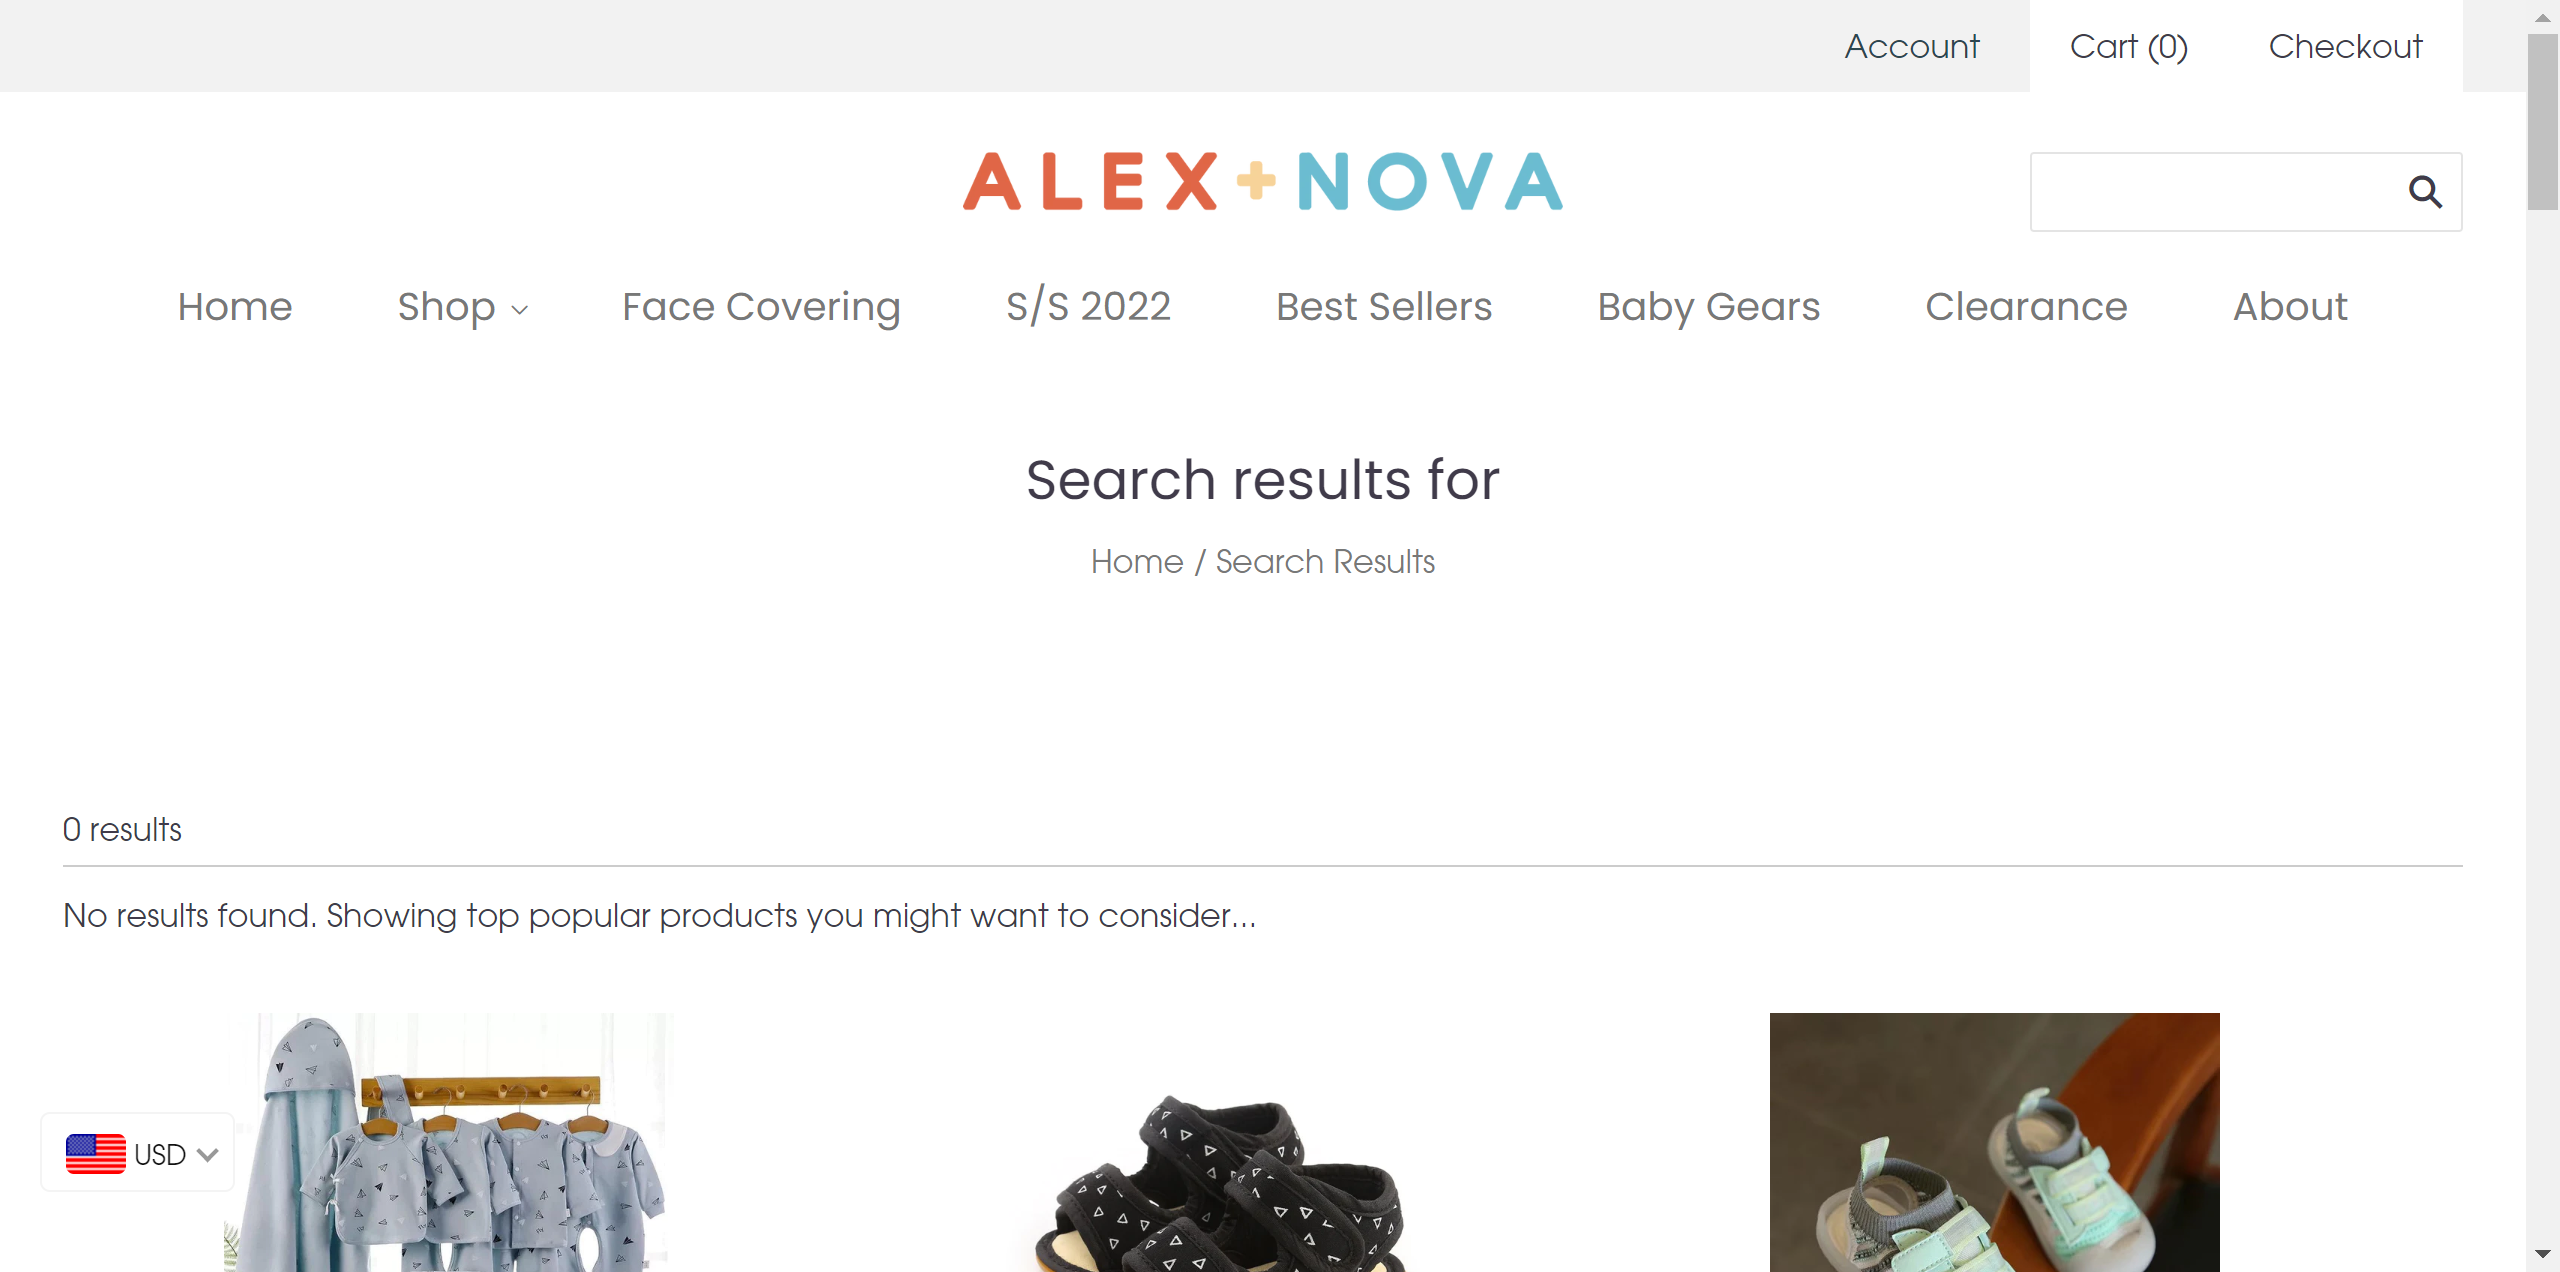 Account
Cart (0)
Checkout
ALEX+NOVA
Home
Shop
Face Covering
S/S 2022
Best Sellers
Baby Gears
Clearance
About
Search results for
Home / Search Results
0 results
No results found. Showing top popular products you might want to consider...
USD